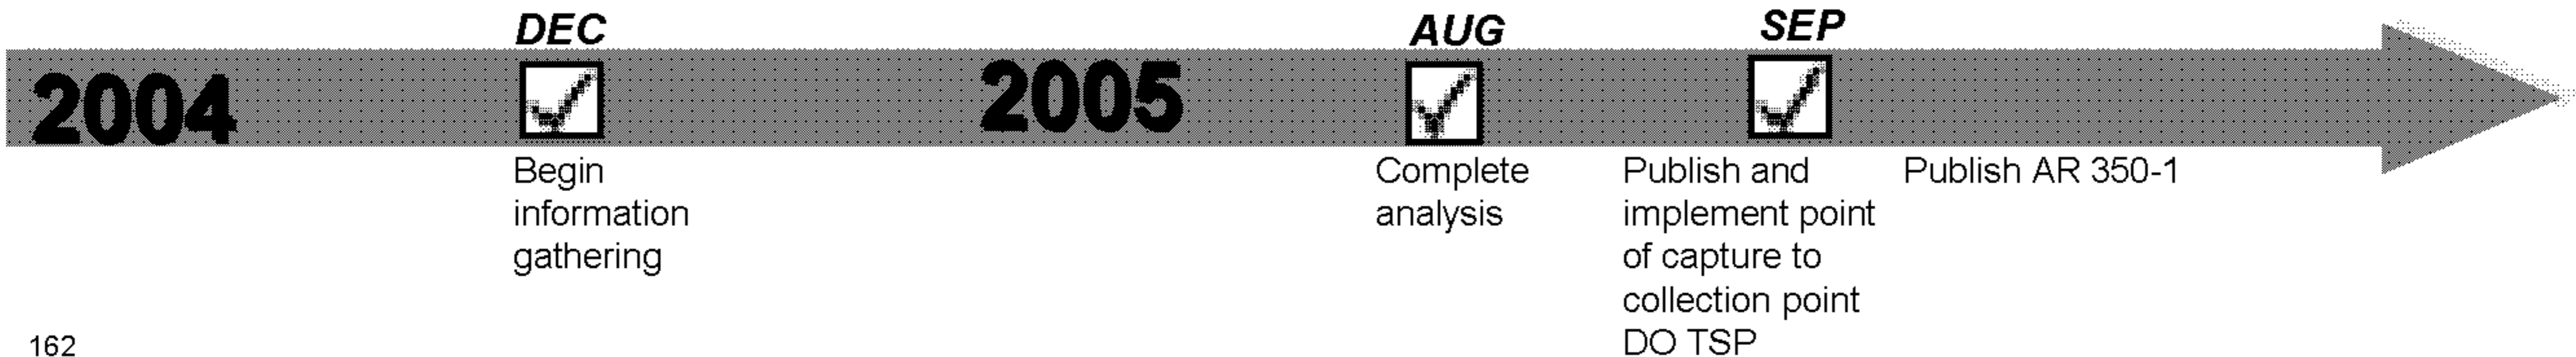 DEC
AUG
SEP
2004
2005
Begin
information
gathering
Complete
analysis
Publish and
implement point
of capture to
collection point
DO TSP
Publish AR 350-1
162